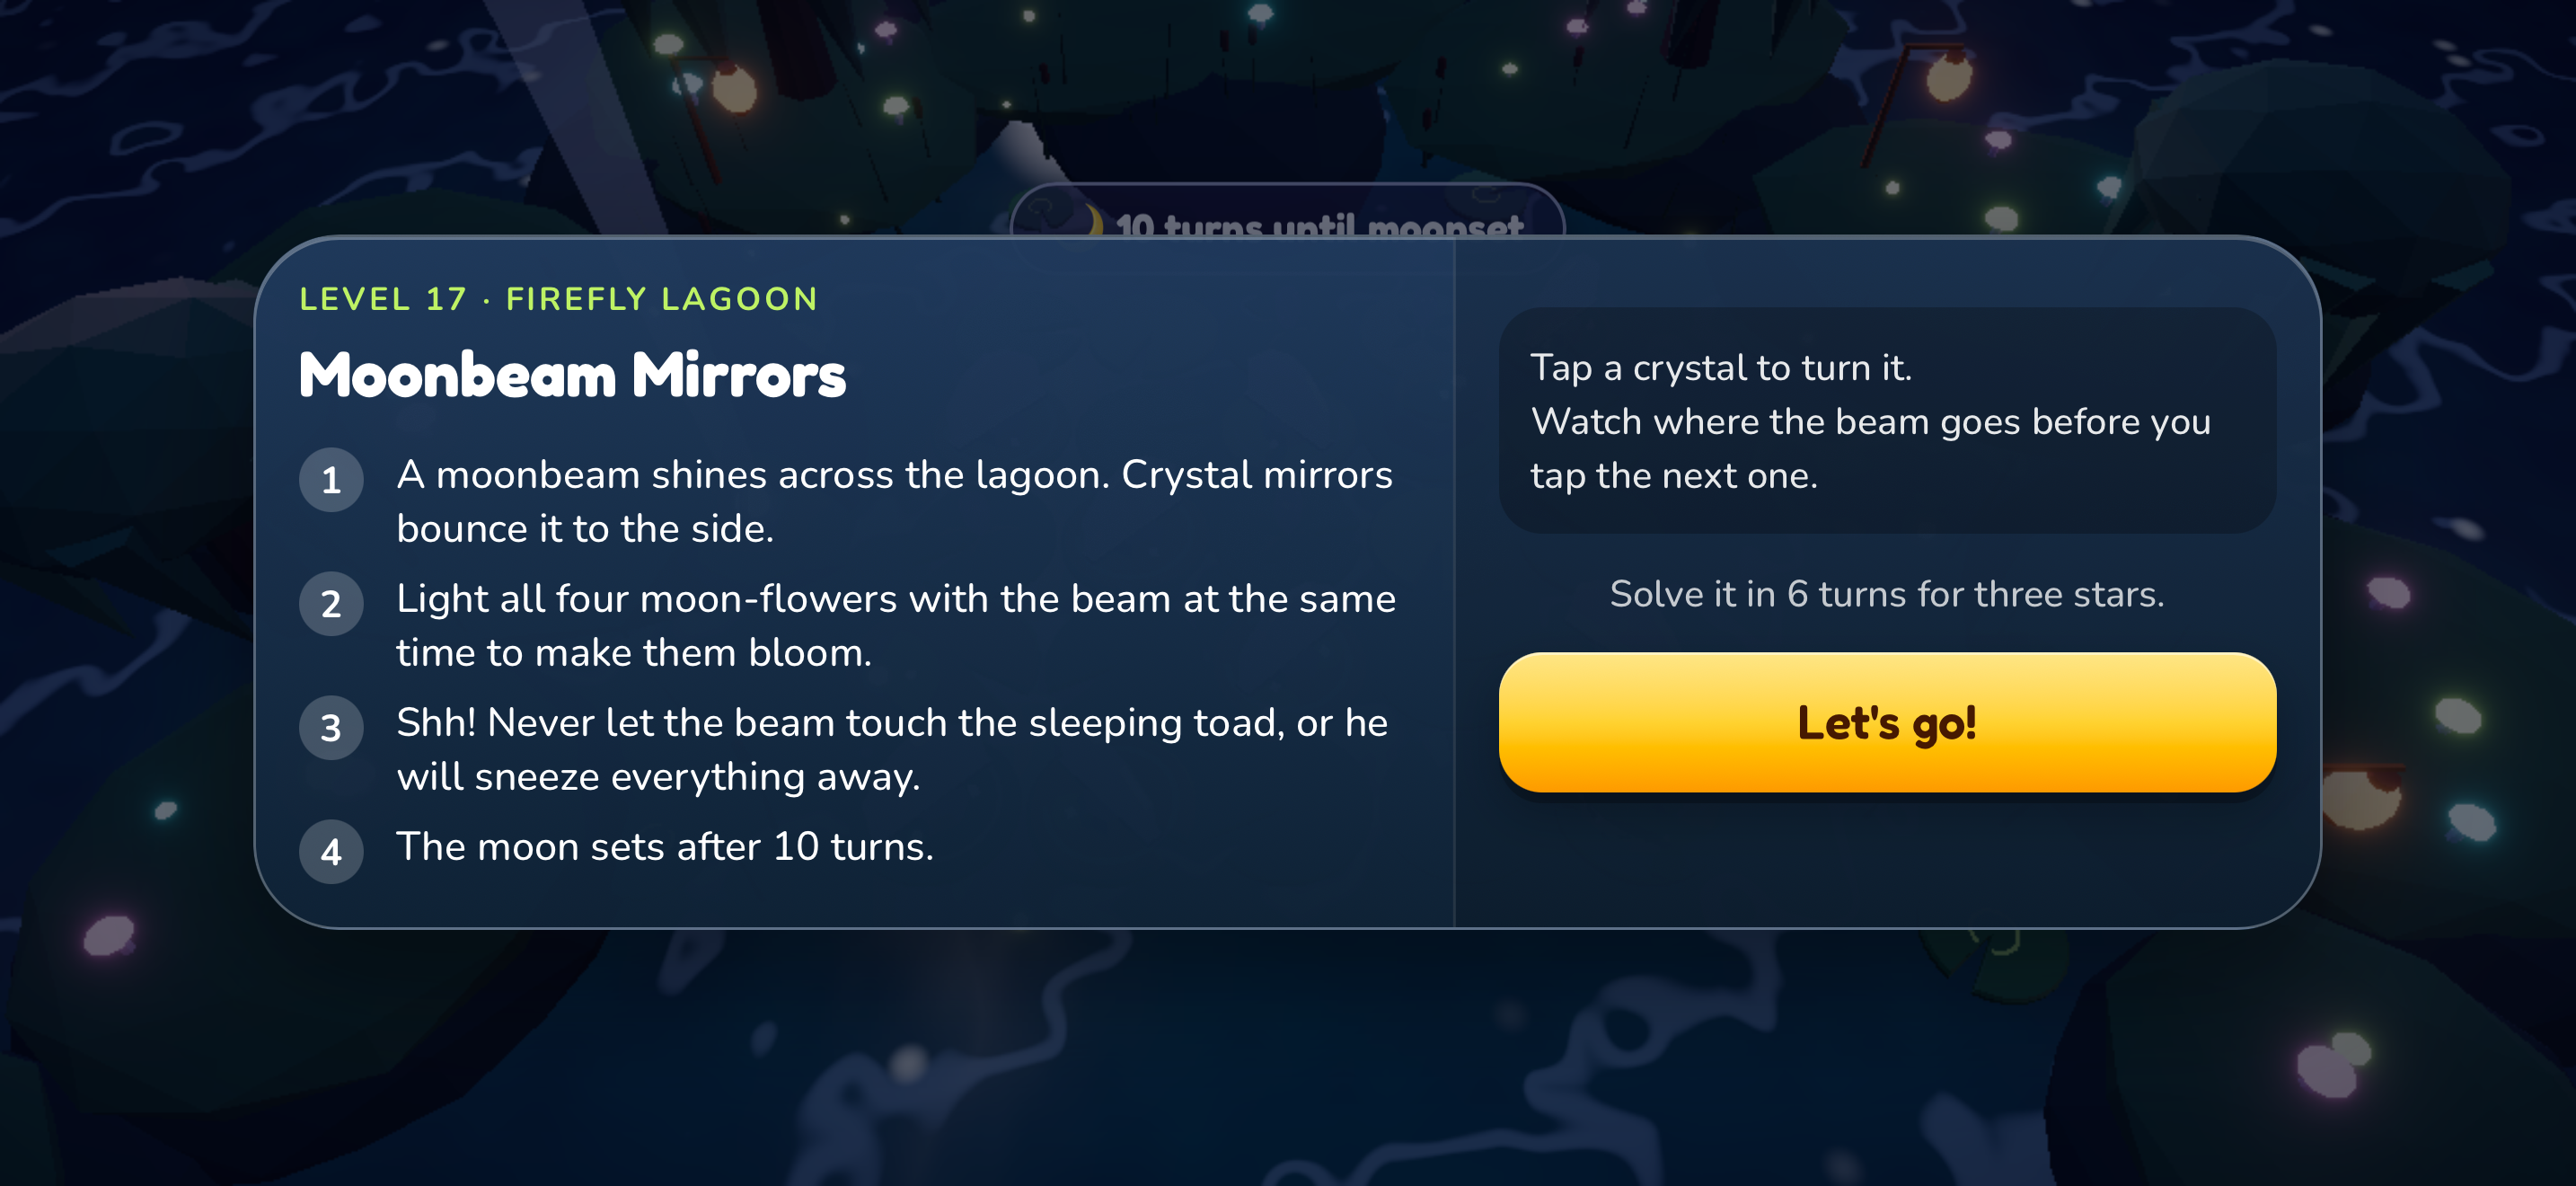 10 turns until moonset
LEVEL 17 · FIREFLY LAGOON
Moonbeam Mirrors
1 A moonbeam shines across the lagoon. Crystal mirrors
bounce it to the side.
2 Light all four moon-flowers with the beam at the same
time to make them bloom.
3 Shh! Never let the beam touch the sleeping toad, or he
will sneeze everything away.
4 The moon sets after 10 turns.
Tap a crystal to turn it.
Watch where the beam goes before you
tap the next one.
Solve it in 6 turns for three stars.
Let's go!